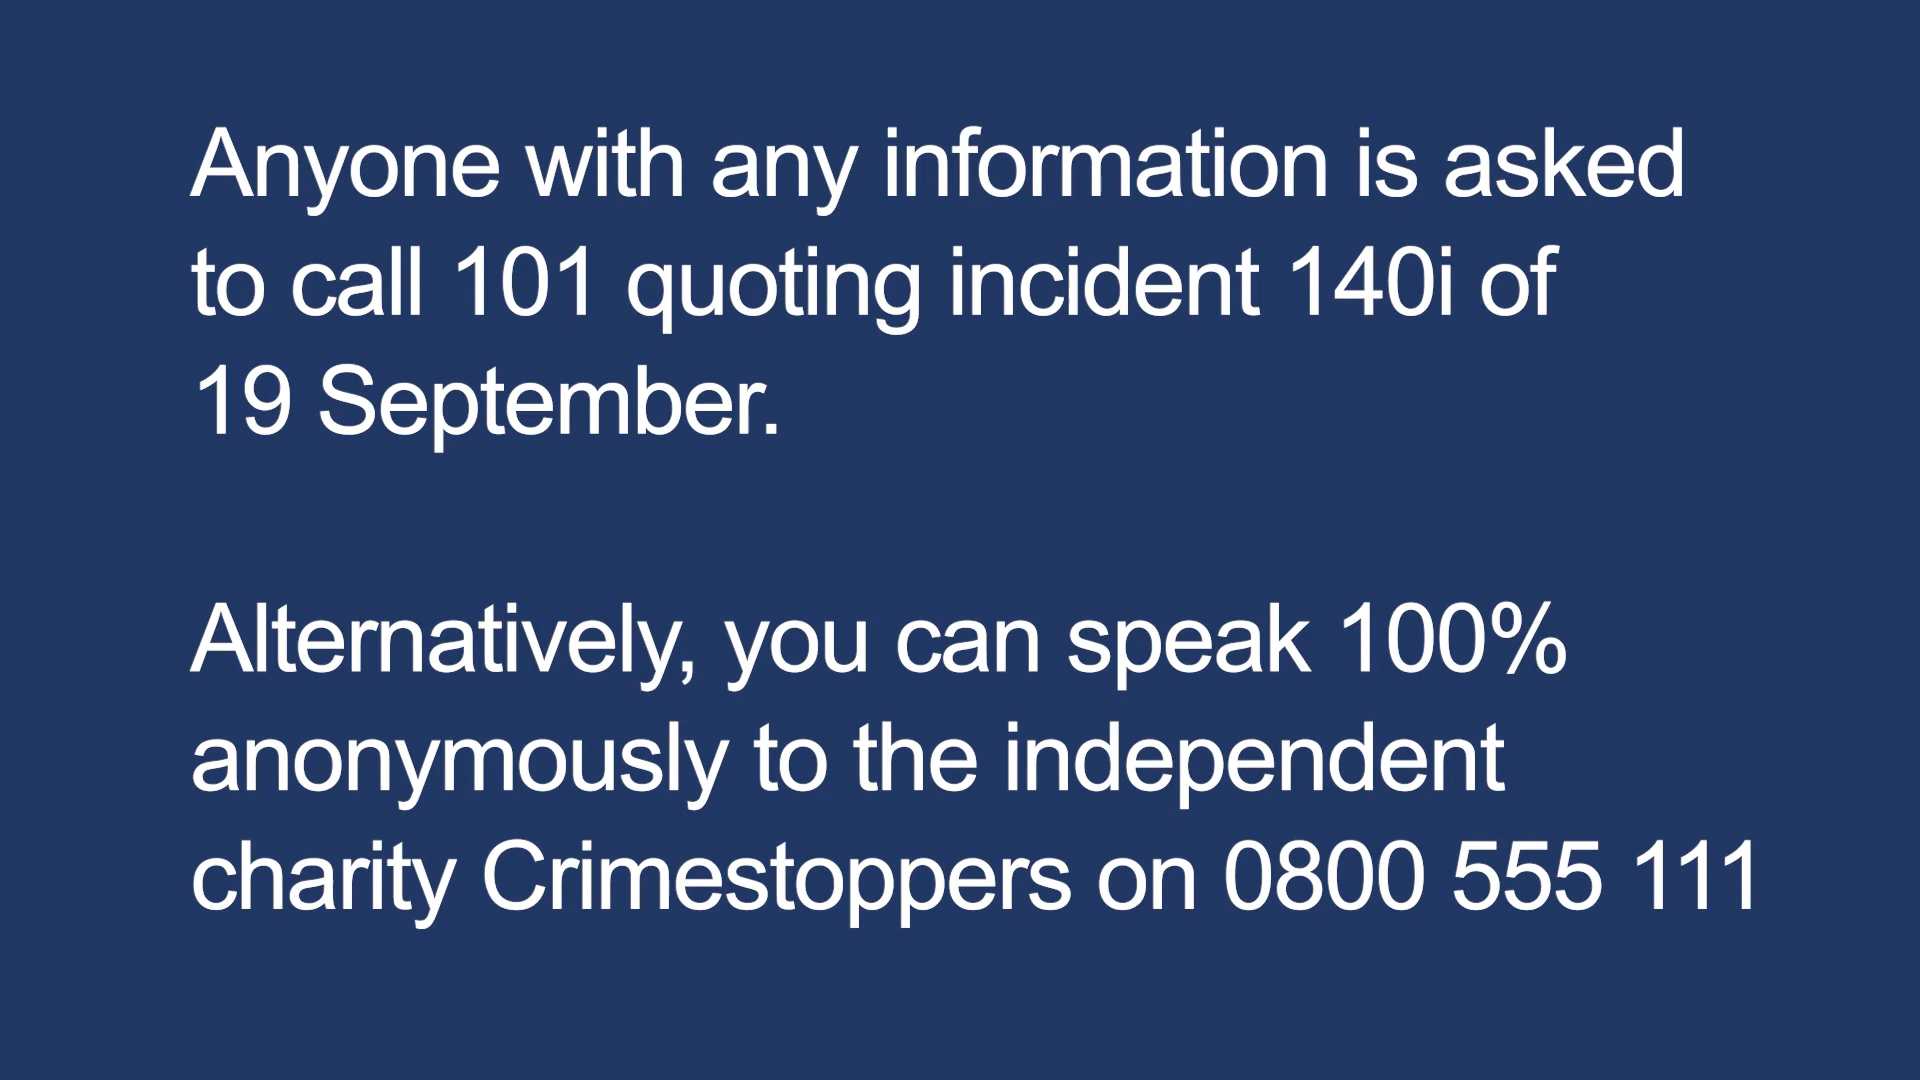 Anyone with any information is asked
to call 101 quoting incident 140i of
19 September.
Alternatively, you can speak 100%
anonymously to the independent
charity Crimestoppers on 0800 555 111